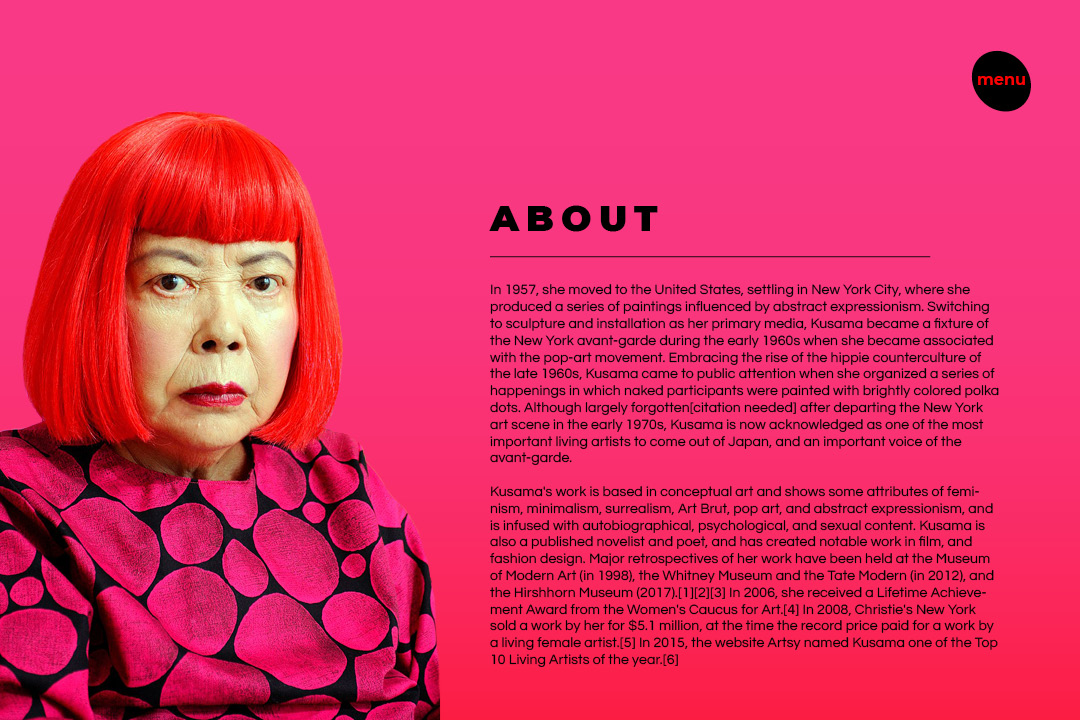 menu
ABOUT
In 1957, she moved to the United States, settling in New York City, where she
produced a series of paintings influenced by abstract expressionism. Switching
to sculpture and installation as her primary media, Kusama became a fixture of
the New York avant-garde during the early 1960s when she became associated
with the pop-art movement. Embracing the rise of the hippie counterculture of
the late 1960s, Kusama came to public attention when she organized a series of
happenings in which naked participants were painted with brightly colored polka
dots. Although largely forgotten[citation needed] after departing the New York
art scene in the early 1970s, Kusama is now acknowledged as one of the most
important living artists to come out of Japan, and an important voice of the
avant-garde.
Kusama's work is based in conceptual art and shows some attributes of femi-
nism, minimalism, surrealism, Art Brut, pop art, and abstract expressionism, and
is infused with autobiographical, psychological, and sexual content. Kusama is
also a published novelist and poet, and has created notable work in film, and
fashion design. Major retrospectives of her work have been held at the Museum
of Modern Art (in 1998), the Whitney Museum and the Tate Modern (in 2012), and
the Hirshhorn Museum (2017).[1][2][3] In 2006, she received a Lifetime Achieve-
ment Award from the Women's Caucus for Art.[4] In 2008, Christie's New York
sold a work by her for $5.1 million, at the time the record price paid for a work by
a living female artist.[5] In 2015, the website Artsy named Kusama one of the Top
10 Living Artists of the year.[6]